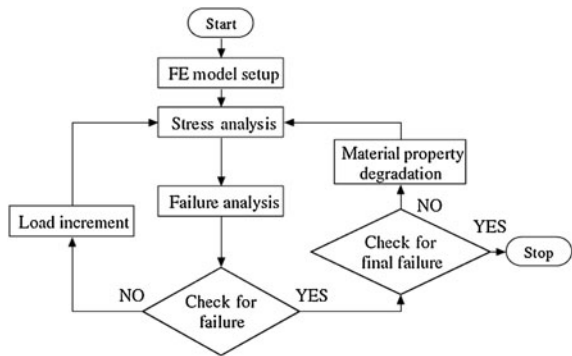 Start
FE model setup
Stress analysis
Material property
degradation
Failure analysis
Load increment
NO
YES
Check for
final failure
Stop
NO
YES
Check for
failure